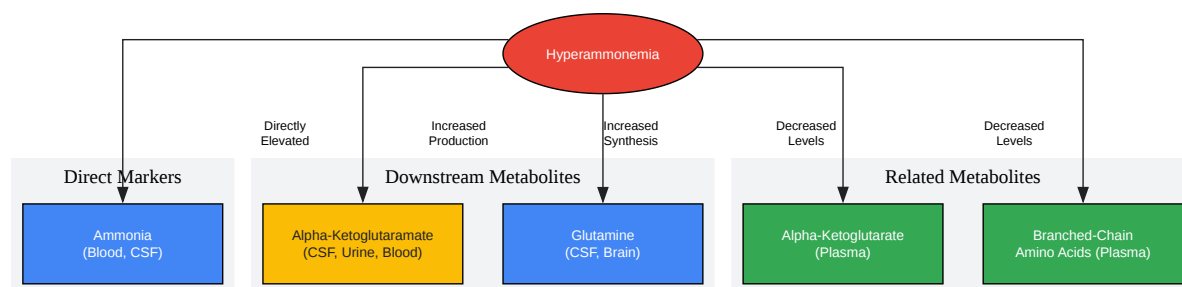 Hyperammonemia
Directly
Elevated
Increased
Production
Increased
Synthesis
Decreased
Levels
Decreased
Levels
Direct Markers
Downstream Metabolites
Related Metabolites
Ammonia
(Blood, CSF)
Alpha-Ketoglutaramate
(CSF, Urine, Blood)
Glutamine
(CSF, Brain)
Alpha-Ketoglutarate
(Plasma)
Branched-Chain
Amino Acids (Plasma)